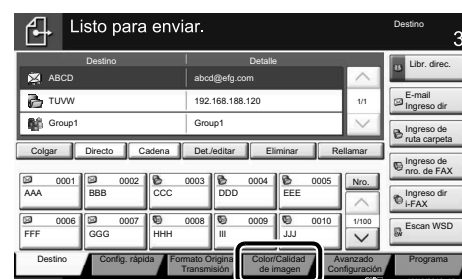 Listo para enviar.
Destino
3
Destino Detalle
ABCD abcd@efg.com
TUVW 192.168.188.120
1/1
Group1 Group1
Colgar Directo Cadena Det./editar Eliminar Rellamar
0001 0002 0003 0004 0005 Nro.
AAA BBB CCC DDD EEE
0006 0007 0008 0009 0010 1/100
FFF GGG HHH III JJJ
Libr. direc.
E-mail
Ingreso dir
Ingreso de
ruta carpeta
Ingreso de
nro. de FAX
Ingreso dir
i-FAX
Escan WSD
Destino
Config. rápida
Formato Origina
Transmisión
Color/Calidad
de imagen
Avanzado
Configuración
Programa